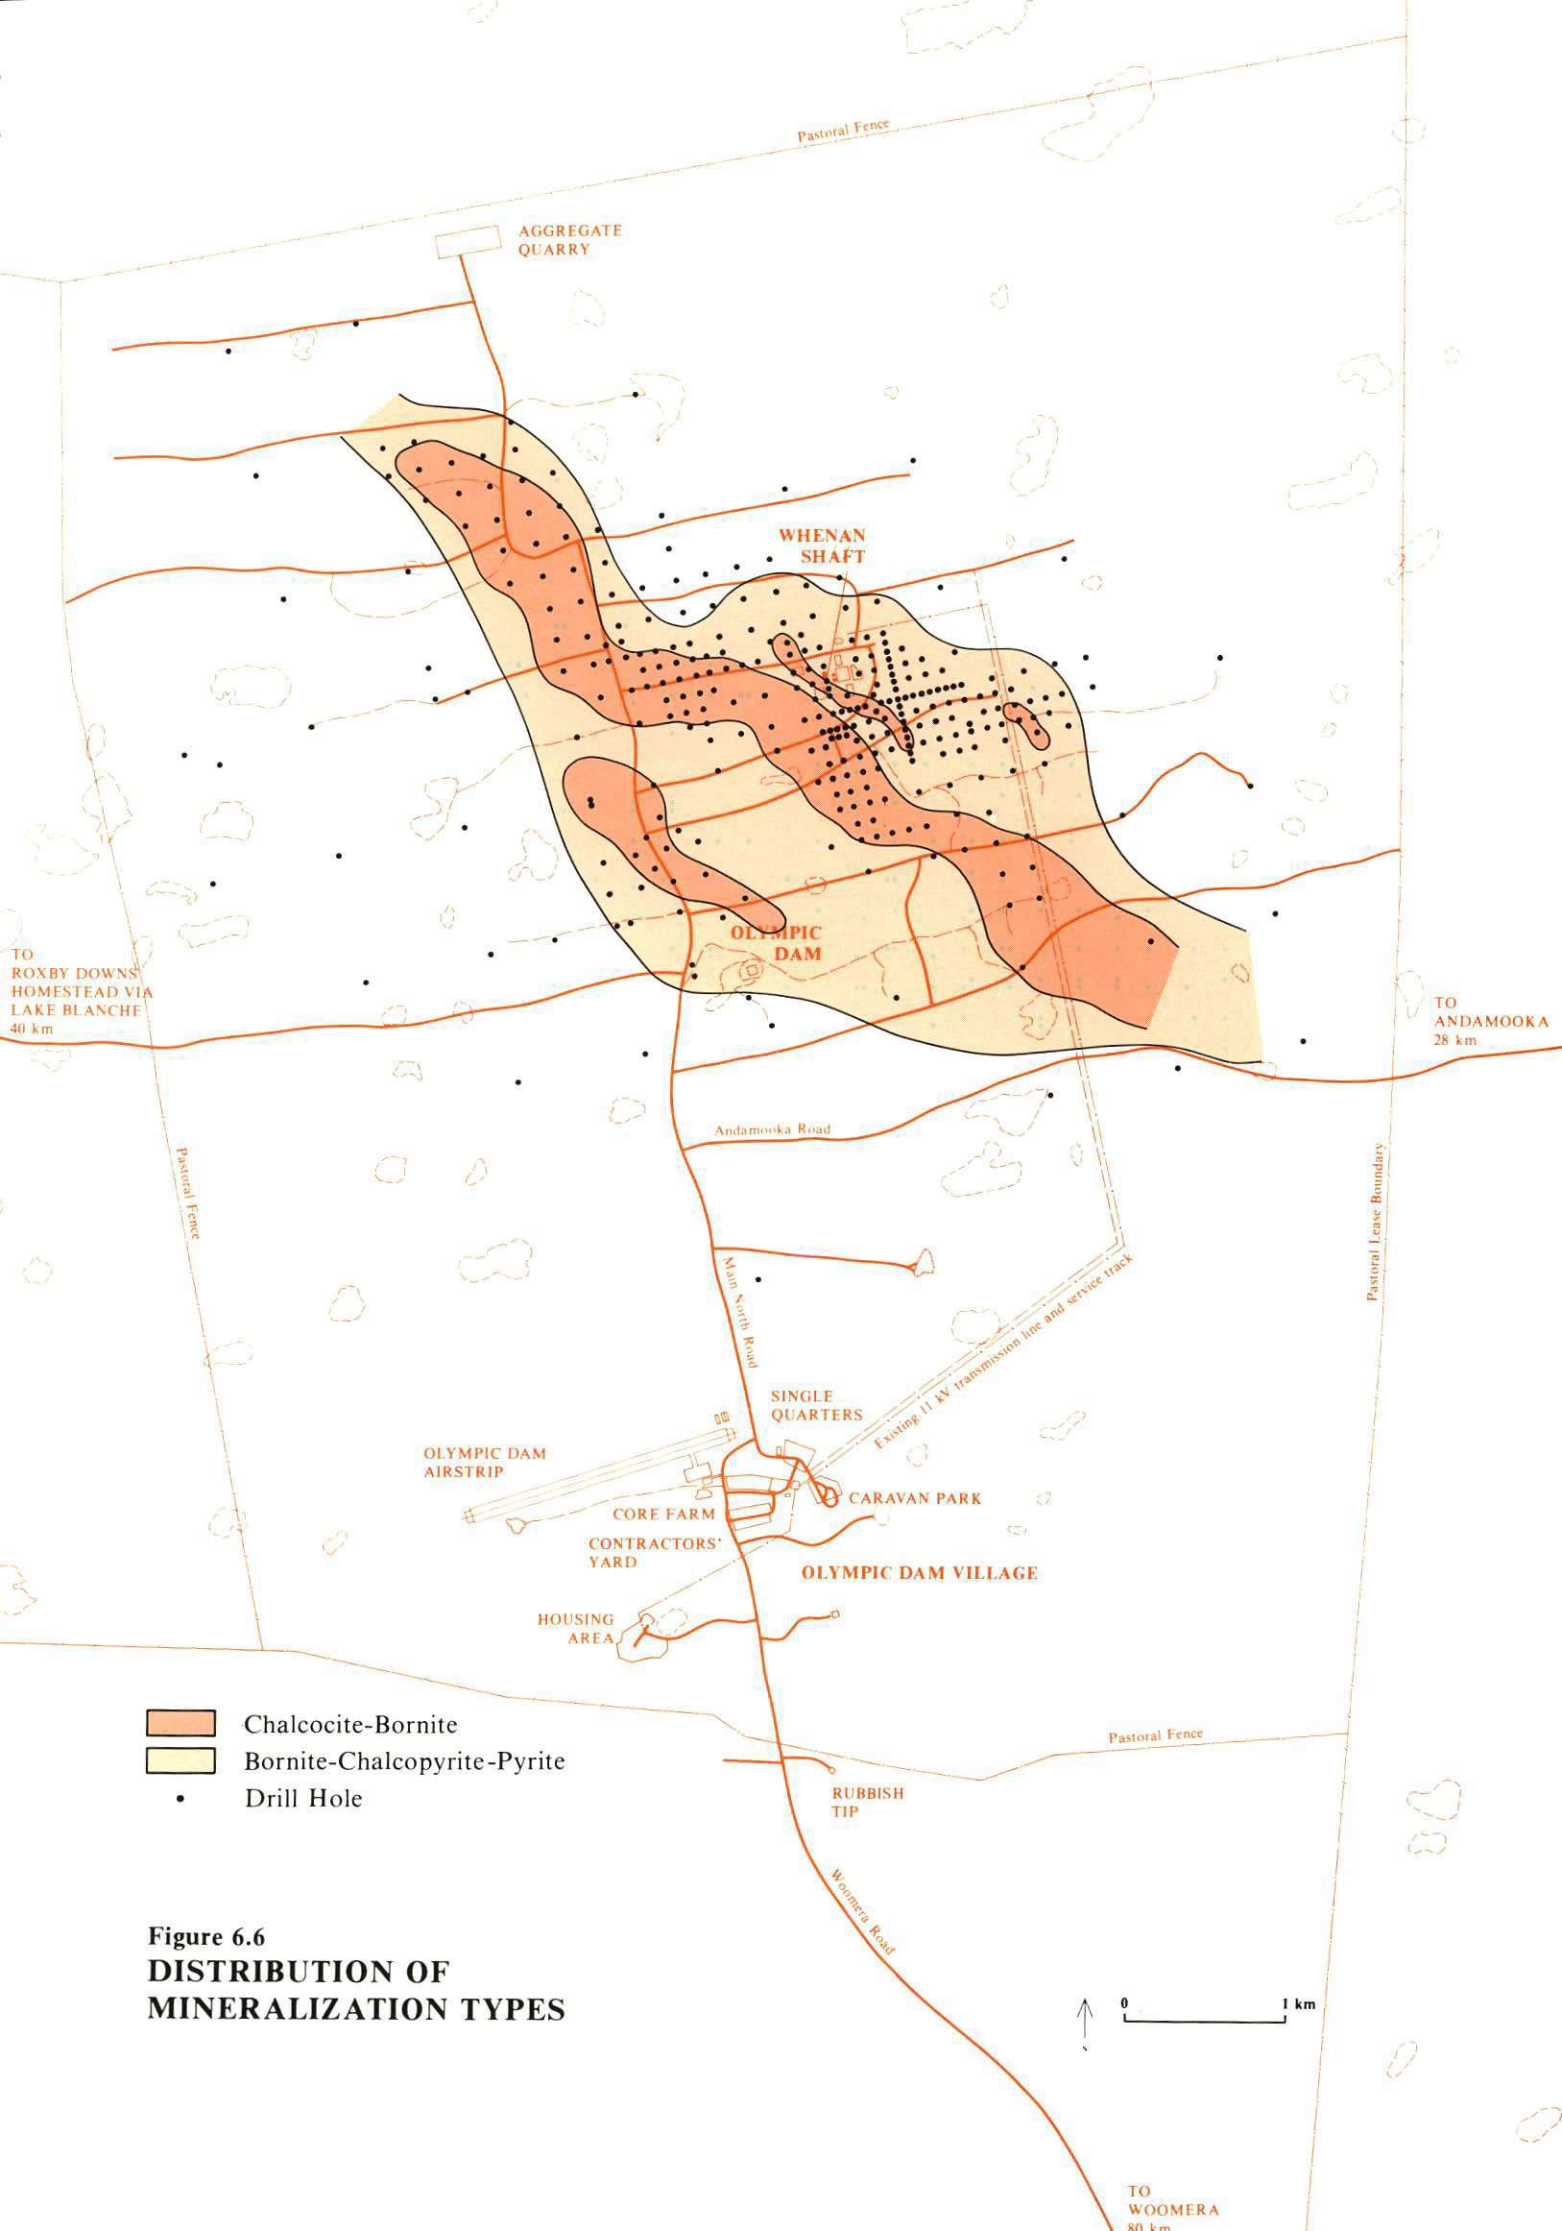 Pastoral Fence
AGGREGATE
QUARRY
WHENAN
SHAFT
OLYMPIC
DAM
TO
ROXBY DOWNS
HOMESTEAD VIA
LAKE BLANCHE
40 km
TO
ANDAMOOKA
28 km
Andamooka Road
Pastoral Fence
Pastoral Lease Boundary
Main North Road
Existing 11 kV transmission line and service track
SINGLE
QUARTERS
OLYMPIC DAM
AIRSTRIP
CARAVAN PARK
CORE FARM
CONTRACTORS'
YARD
OLYMPIC DAM VILLAGE
HOUSING
AREA
Chalcocite-Bornite
Bornite-Chalcopyrite-Pyrite
Drill Hole
Pastoral Fence
RUBBISH
TIP
Woomera Road
Figure 6.6
DISTRIBUTION OF
MINERALIZATION TYPES
0 1 km
TO
WOOMERA
80 km